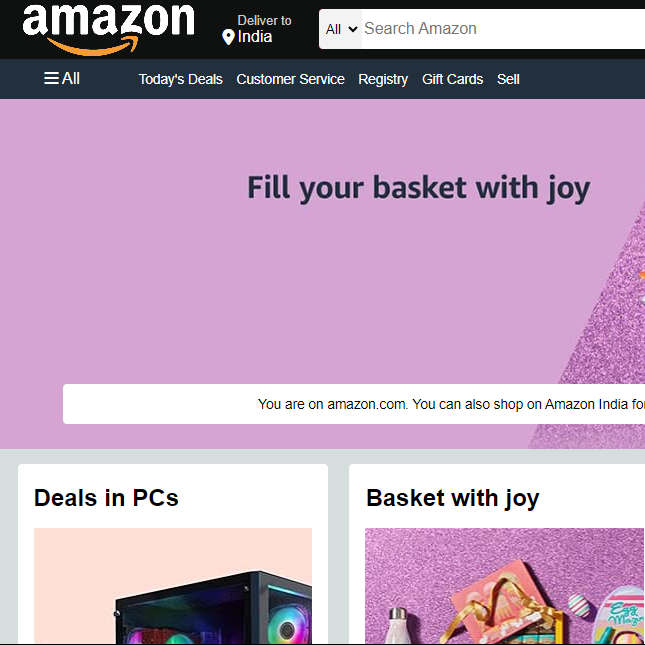 amazon
Deliver to
India
All
Search Amazon
All
Today's Deals
Customer Service
Registry
Gift Cards
Sell
Fill your basket with joy
You are on amazon.com. You can also shop on Amazon India for
Deals in PCs
Basket with joy
Egg